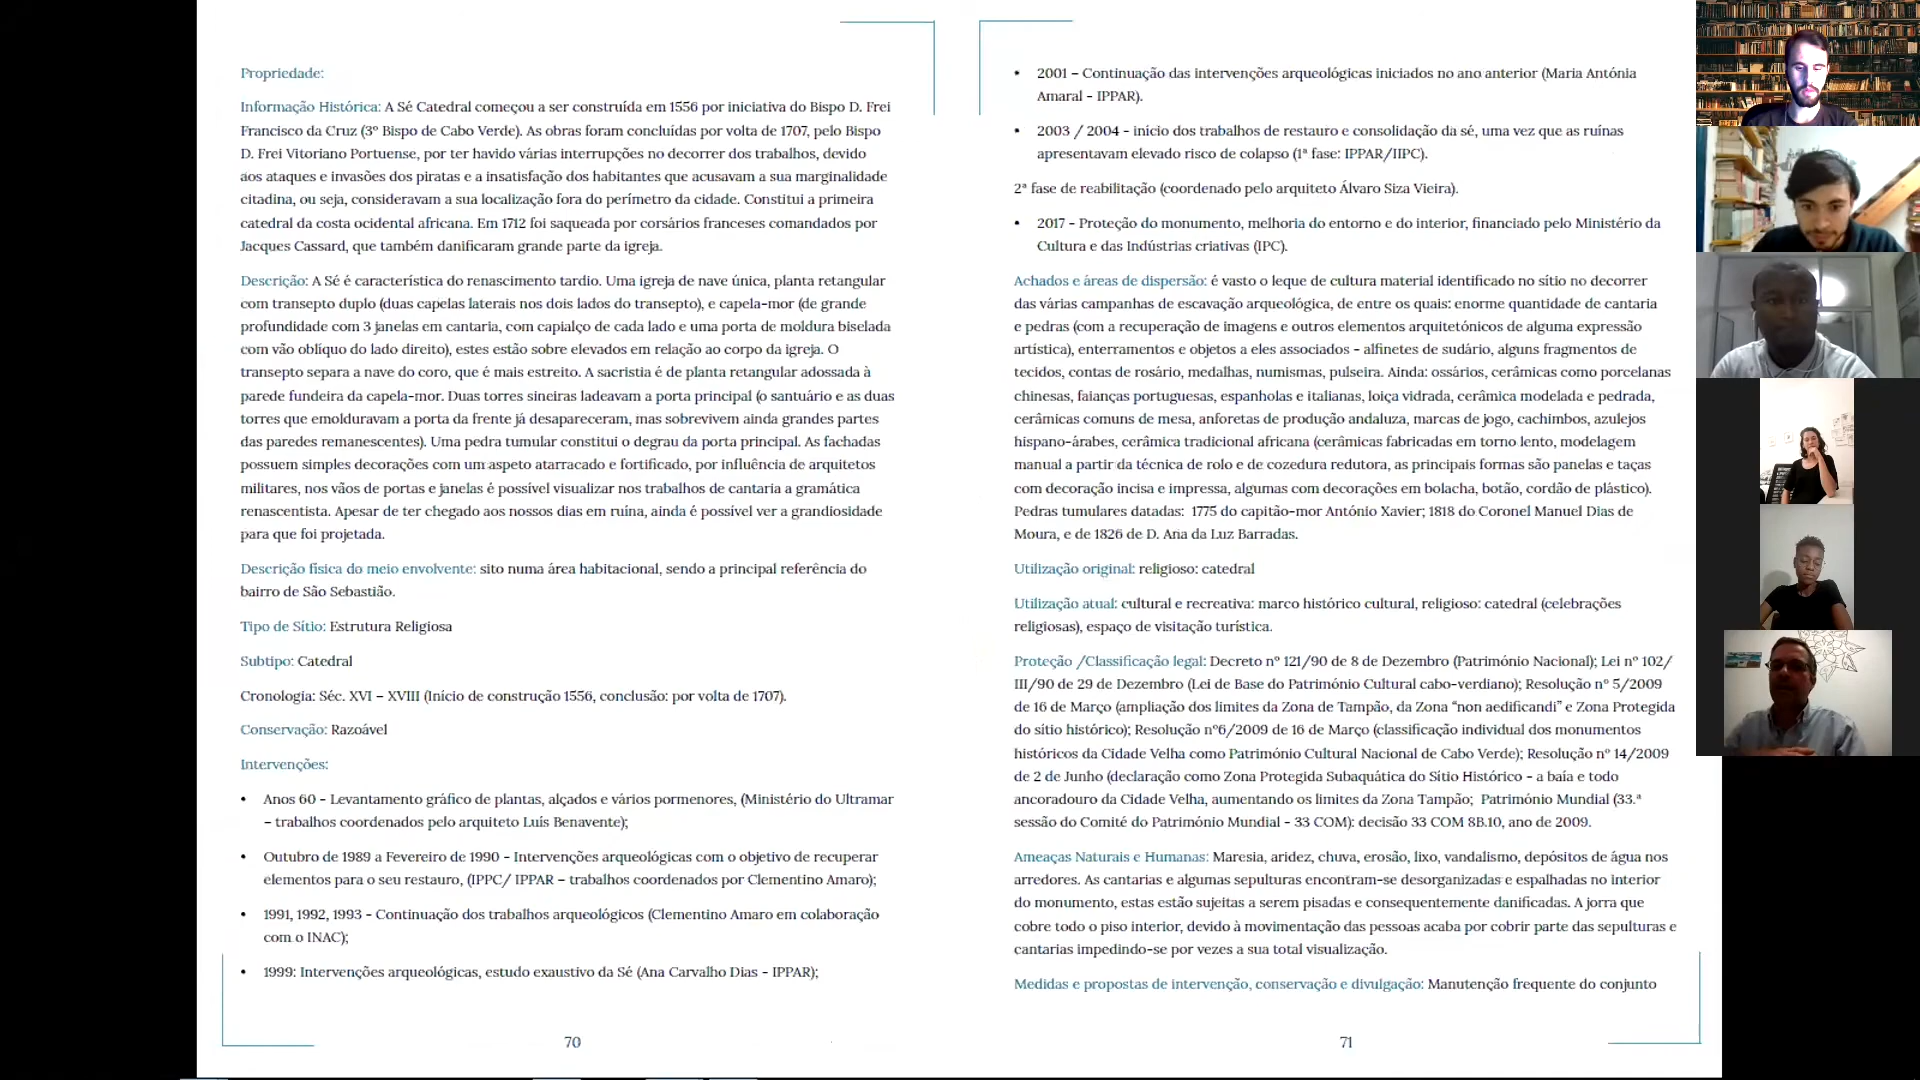 Propriedade:
Informação Histórica: A Sé Catedral começou a ser construída em 1556 por iniciativa do Bispo D. Frei
Francisco da Cruz (3º Bispo de Cabo Verde). As obras foram concluídas por volta de 1707, pelo Bispo
D. Frei Vitoriano Portuense, por ter havido várias interrupções no decorrer dos trabalhos, devido
aos ataques e invasões dos piratas e a insatisfação dos habitantes que acusavam a sua marginalidade
citadina, ou seja, consideravam a sua localização fora do perímetro da cidade. Constitui a primeira
catedral da costa ocidental africana. Em 1712 foi saqueada por corsários franceses comandados por
Jacques Cassard, que também danificaram grande parte da igreja.
Descrição: A Sé é característica do renascimento tardio. Uma igreja de nave única, planta retangular
com transepto duplo (duas capelas laterais nos dois lados do transepto), e capela-mor (de grande
profundidade com 3 janelas em cantaria, com capialço de cada lado e uma porta de moldura biselada
com vão oblíquo do lado direito), estes estão sobre elevados em relação ao corpo da igreja. O
transepto separa a nave do coro, que é mais estreito. A sacristia é de planta retangular adossada à
parede fundeira da capela-mor. Duas torres sineiras ladeavam a porta principal (o santuário e as duas
torres que emolduravam a porta da frente já desapareceram, mas sobrevivem ainda grandes partes
das paredes remanescentes). Uma pedra tumular constitui o degrau da porta principal. As fachadas
possuem simples decorações com um aspeto atarracado e fortificado, por influência de arquitetos
militares, nos vãos de portas e janelas é possível visualizar nos trabalhos de cantaria a gramática
renascentista. Apesar de ter chegado aos nossos dias em ruína, ainda é possível ver a grandiosidade
para que foi projetada.
Descrição física do meio envolvente: sito numa área habitacional, sendo a principal referência do
bairro de São Sebastião.
Tipo de Sítio: Estrutura Religiosa
Subtipo: Catedral
Cronologia: Séc. XVI – XVIII (Início de construção 1556, conclusão: por volta de 1707).
Conservação: Razoável
Intervenções:
• Anos 60 - Levantamento gráfico de plantas, alçados e vários pormenores, (Ministério do Ultramar
– trabalhos coordenados pelo arquiteto Luís Benavente);
• Outubro de 1989 a Fevereiro de 1990 - Intervenções arqueológicas com o objetivo de recuperar
elementos para o seu restauro, (IPPC/ IPPAR – trabalhos coordenados por Clementino Amaro);
• 1991, 1992, 1993 - Continuação dos trabalhos arqueológicos (Clementino Amaro em colaboração
com o INAC);
• 1999: Intervenções arqueológicas, estudo exaustivo da Sé (Ana Carvalho Dias - IPPAR);
70
• 2001 – Continuação das intervenções arqueológicas iniciados no ano anterior (Maria Antónia
Amaral - IPPAR).
• 2003 / 2004 - início dos trabalhos de restauro e consolidação da sé, uma vez que as ruínas
apresentavam elevado risco de colapso (1ª fase: IPPAR/IIPC).
2ª fase de reabilitação (coordenado pelo arquiteto Álvaro Siza Vieira).
• 2017 - Proteção do monumento, melhoria do entorno e do interior, financiado pelo Ministério da
Cultura e das Indústrias criativas (IPC).
Achados e áreas de dispersão: é vasto o leque de cultura material identificado no sítio no decorrer
das várias campanhas de escavação arqueológica, de entre os quais: enorme quantidade de cantaria
e pedras (com a recuperação de imagens e outros elementos arquitetónicos de alguma expressão
artística), enterramentos e objetos a eles associados - alfinetes de sudário, alguns fragmentos de
tecidos, contas de rosário, medalhas, numismas, pulseira. Ainda: ossários, cerâmicas como porcelanas
chinesas, faianças portuguesas, espanholas e italianas, loiça vidrada, cerâmica modelada e pedrada,
cerâmicas comuns de mesa, anforetas de produção andaluza, marcas de jogo, cachimbos, azulejos
hispano-árabes, cerâmica tradicional africana (cerâmicas fabricadas em torno lento, modelagem
manual a partir da técnica de rolo e de cozedura redutora, as principais formas são panelas e taças
com decoração incisa e impressa, algumas com decorações em bolacha, botão, cordão de plástico).
Pedras tumulares datadas: 1775 do capitão-mor António Xavier; 1818 do Coronel Manuel Dias de
Moura, e de 1826 de D. Ana da Luz Barradas.
Utilização original: religioso: catedral
Utilização atual: cultural e recreativa: marco histórico cultural, religioso: catedral (celebrações
religiosas), espaço de visitação turística.
Proteção /Classificação legal: Decreto nº 121/90 de 8 de Dezembro (Património Nacional); Lei nº 102/
III/90 de 29 de Dezembro (Lei de Base do Património Cultural cabo-verdiano); Resolução nº 5/2009
de 16 de Março (ampliação dos limites da Zona de Tampão, da Zona “non aedificandi” e Zona Protegida
do sítio histórico); Resolução nº6/2009 de 16 de Março (classificação individual dos monumentos
históricos da Cidade Velha como Património Cultural Nacional de Cabo Verde); Resolução nº 14/2009
de 2 de Junho (declaração como Zona Protegida Subaquática do Sítio Histórico - a baía e todo
ancoradouro da Cidade Velha, aumentando os limites da Zona Tampão; Património Mundial (33.ª
sessão do Comité do Património Mundial - 33 COM): decisão 33 COM 8B.10, ano de 2009.
Ameaças Naturais e Humanas: Maresia, aridez, chuva, erosão, lixo, vandalismo, depósitos de água nos
arredores. As cantarias e algumas sepulturas encontram-se desorganizadas e espalhadas no interior
do monumento, estas estão sujeitas a serem pisadas e consequentemente danificadas. A jorra que
cobre todo o piso interior, devido à movimentação das pessoas acaba por cobrir parte das sepulturas e
cantarias impedindo-se por vezes a sua total visualização.
Medidas e propostas de intervenção, conservação e divulgação: Manutenção frequente do conjunto
71